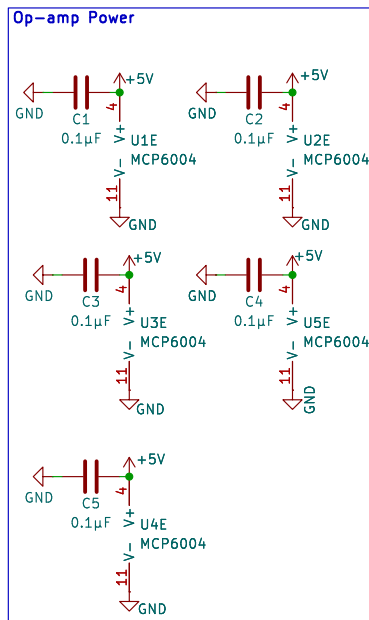 Op-amp Power
+5V
GND
C1
0.1µF
4
V+
U1E
MCP6004
V-
11
GND
+5V
GND
C2
0.1µF
4
V+
U2E
MCP6004
V-
11
GND
+5V
GND
C3
0.1µF
4
V+
U3E
MCP6004
V-
11
GND
+5V
GND
C4
0.1µF
4
V+
U5E
MCP6004
V-
11
GND
+5V
GND
C5
0.1µF
4
V+
U4E
MCP6004
V-
11
GND